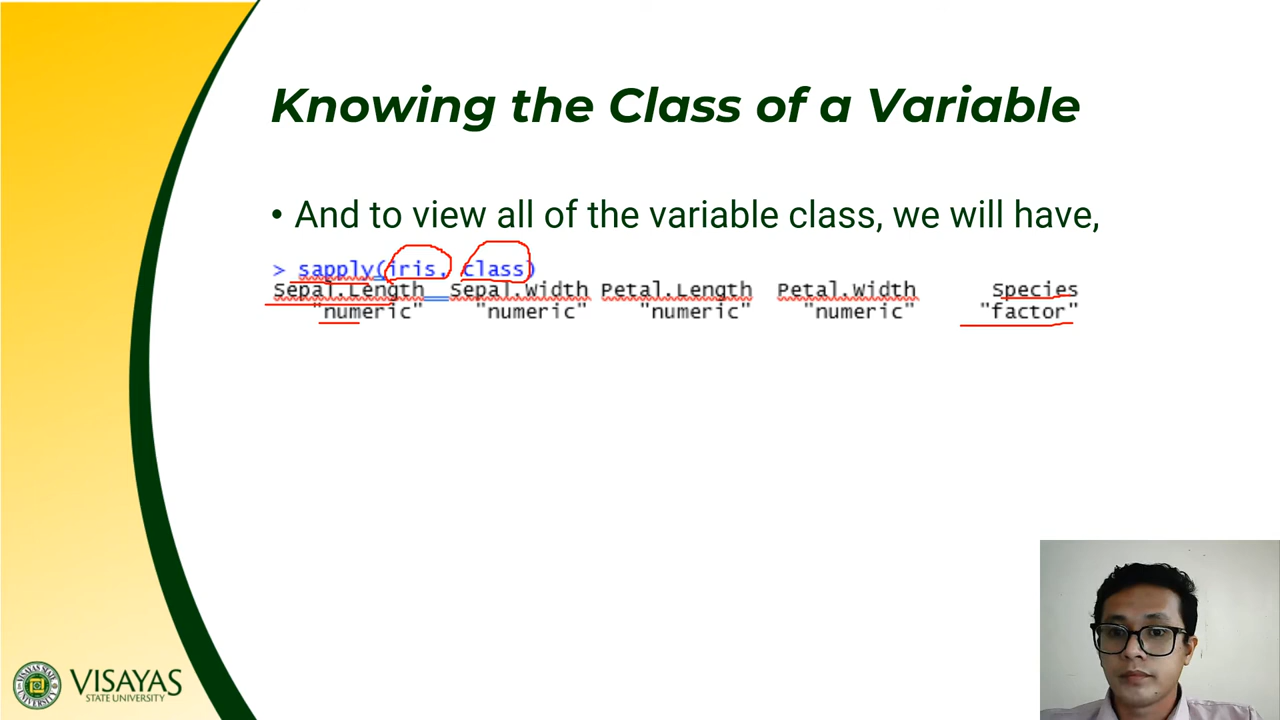 Knowing the Class of a Variable
• And to view all of the variable class, we will have,
> sapply(iris, class)
Sepal.Length Sepal.Width Petal.Length Petal.Width Species
"numeric" "numeric" "numeric" "numeric" "factor"
VISAYAS
STATE UNIVERSITY